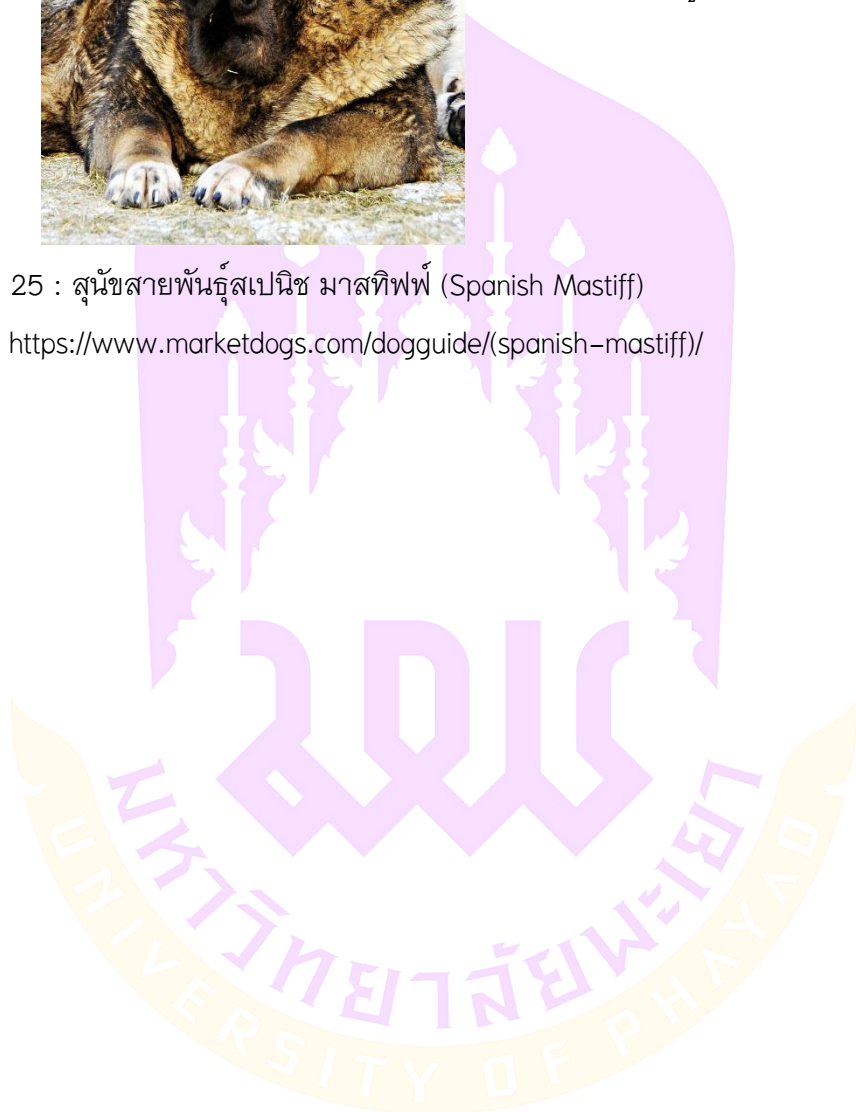 25 : สุนัขสายพันธุ์สเปนิช มาสทิฟฟ์ (Spanish Mastiff)
https://www.marketdogs.com/dogguide/(spanish-mastiff)/
มหาวิทยาลัยพะเยา
UNIVERSITY OF PHAYAO